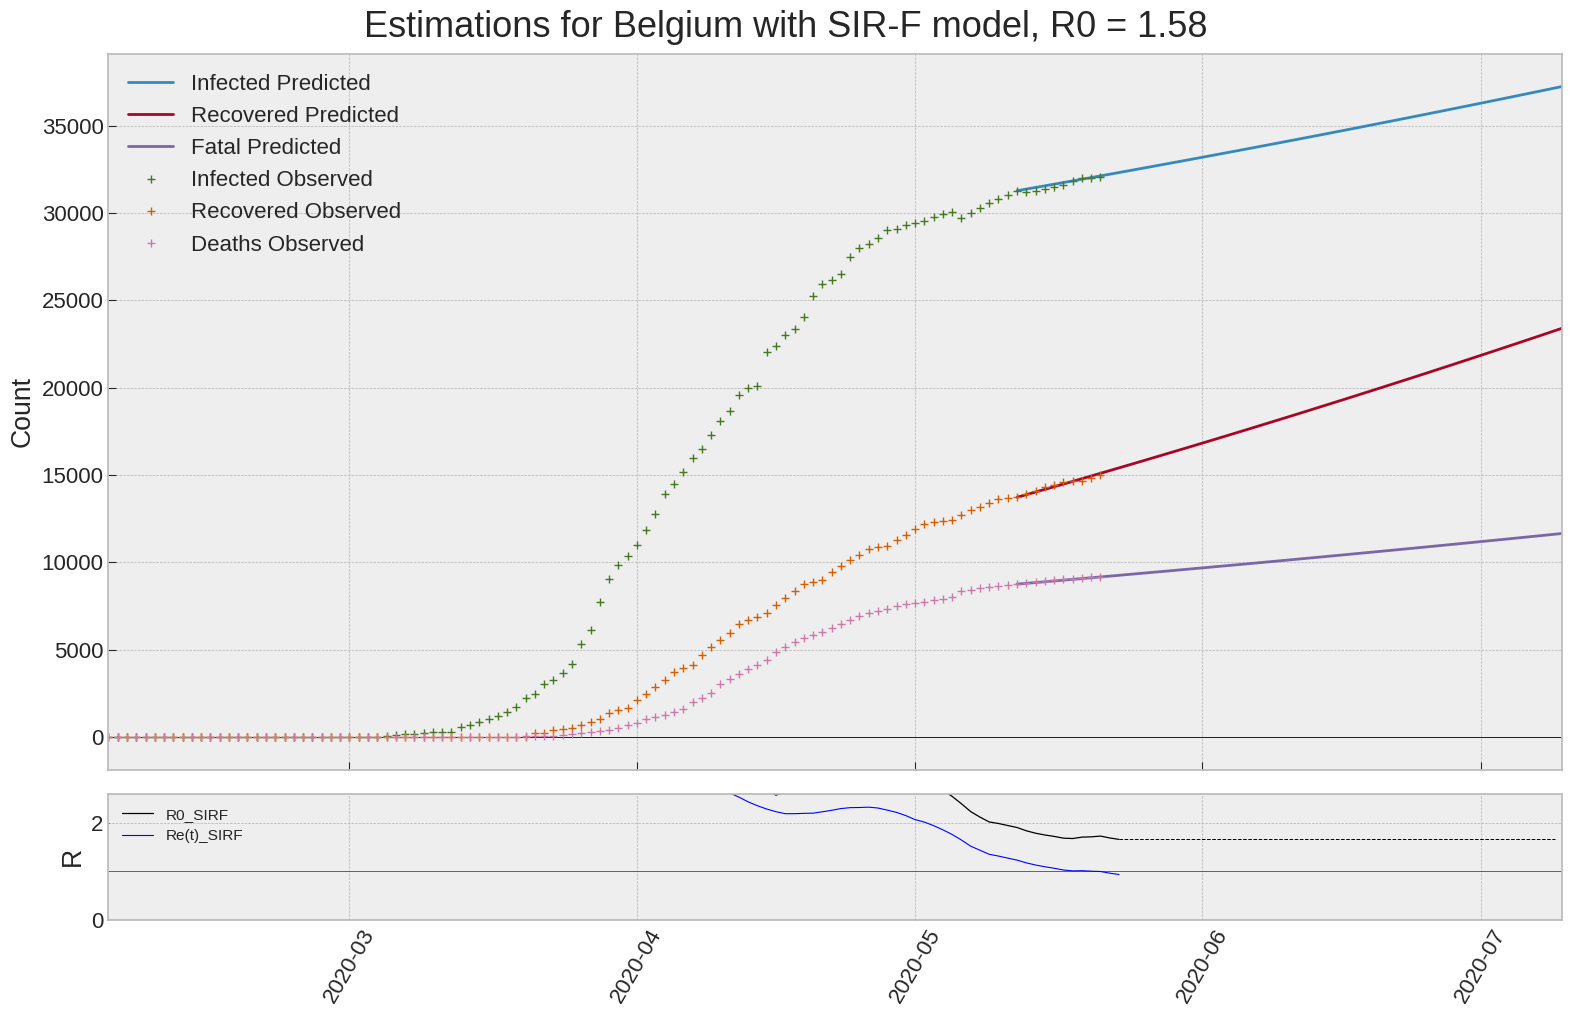 Estimations for Belgium with SIR-F model, R0 = 1.58
Infected Predicted
Recovered Predicted
Fatal Predicted
Infected Observed
Recovered Observed
Deaths Observed
35000
30000
25000
20000
15000
10000
5000
0
Count
R0_SIRF
Re(t)_SIRF
2
0
R
2020-03
2020-04
2020-05
2020-06
2020-07